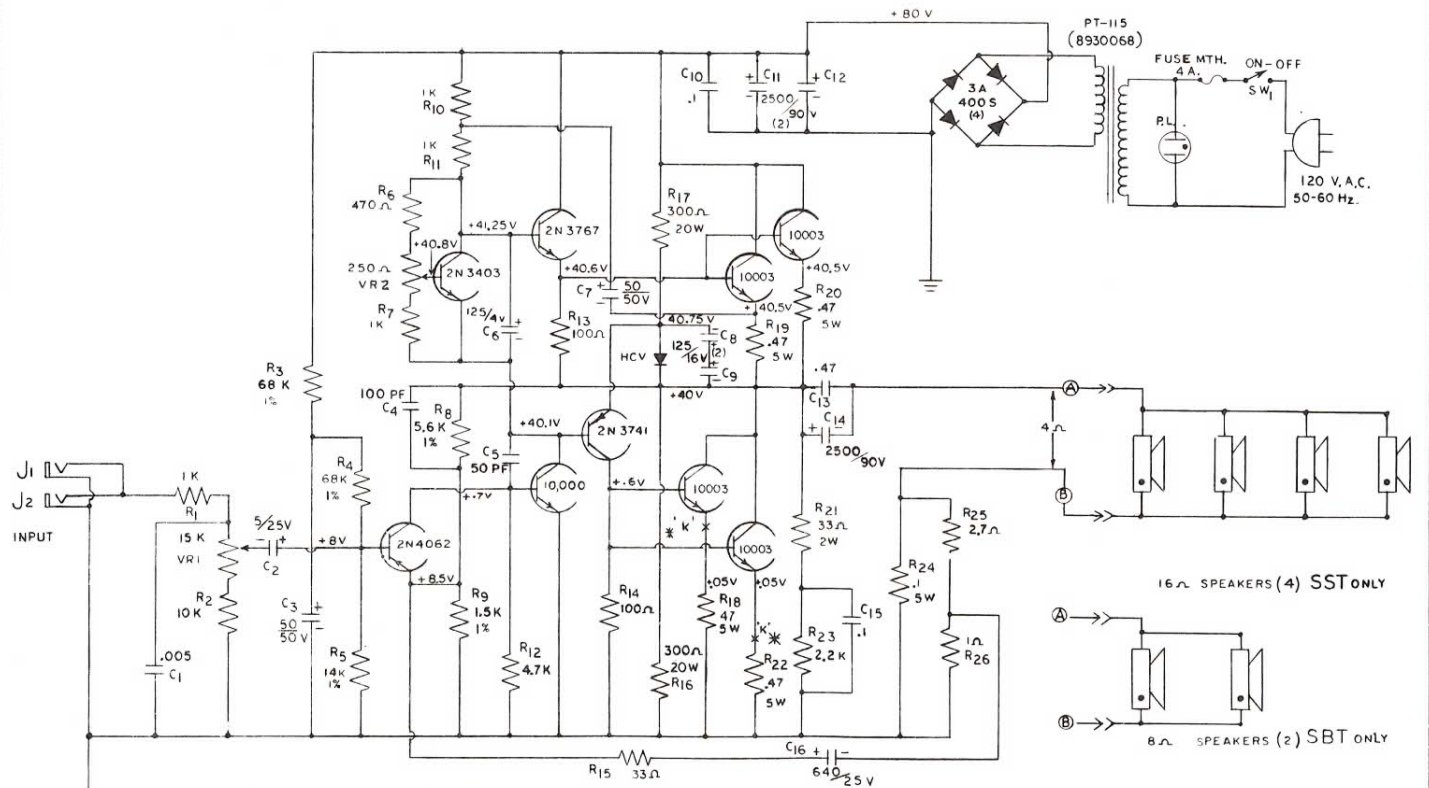 +80 V
PT-115
(8930068)
FUSE MTH.
4 A.
ON-OFF
SW1
P.L.
120 V.A.C.
50-60 Hz.
3A
400 S
(4)
C10
.1
C11
2500/90V
(2)
C12
1K
R10
1K
R11
R6
470Ω
+41.25V
+40.8V
2N3767
2N3403
250Ω
VR2
R7
1K
125/4V
C6
+40.6V
C7
50/50V
R13
100Ω
R17
300Ω
20W
10003
10003
+40.5V
+40.5V
R20
.47
5W
R19
.47
5W
40.75V
C8
125/16V
(2)
C9
HCV
+40V
.47
C13
C14
2500/90V
R3
68 K
1%
100 PF
C4
R8
5.6K
1%
+40.1V
C5
50 PF
2N3741
10,000
+.7V
+.6V
10003
'K'
10003
+.05V
+.05V
R18
47
5W
'K'
R22
.47
5W
J1
J2
INPUT
1K
R1
15 K
VR1
R2
10K
.005
C1
5/25V
C2
+8V
C3
50/50V
R4
68K
1%
R5
14K
1%
2N4062
+8.5V
R9
1.5K
1%
R12
4.7K
R14
100Ω
300Ω
20W
R16
R21
33Ω
2W
C15
.1
R23
2.2K
R15
33Ω
C16
640/25V
R24
.1
5W
R25
2.7Ω
1Ω
R26
4Ω
A
B
16Ω SPEAKERS (4) SST ONLY
A
B
8Ω SPEAKERS (2) SBT ONLY